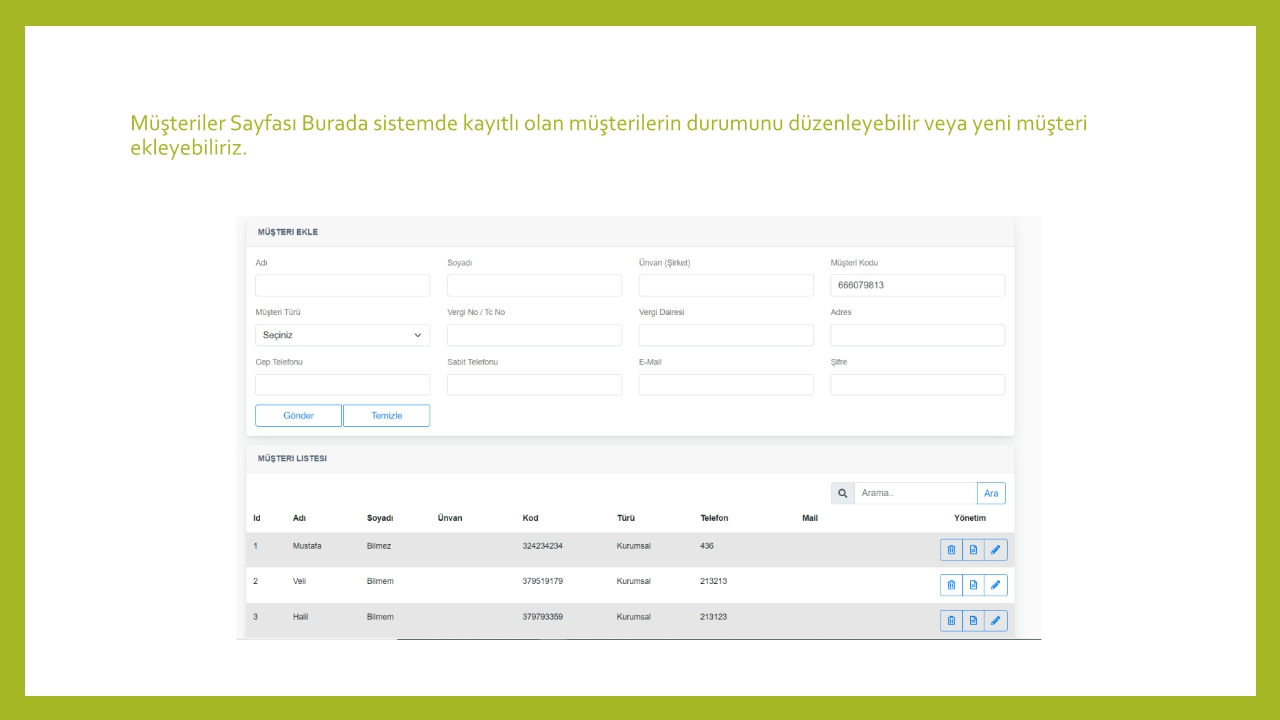 Müşteriler Sayfası Burada sistemde kayıtlı olan müşterilerin durumunu düzenleyebilir veya yeni müşteri
ekleyebiliriz.
MÜŞTERI EKLE
Adı Soyadı Ünvan (Şirket) Müşteri Kodu
666079813
Müşteri Türü Vergi No / Tc No Vergi Dairesi Adres
Seçiniz
Cep Telefonu Sabit Telefonu E-Mail Şifre
Gönder Temizle
MÜŞTERI LISTESI
Arama.. Ara
Id Adı Soyadı Ünvan Kod Türü Telefon Mail Yönetim
1 Mustafa Bilmez 324234234 Kurumsal 436
2 Veli Bilmem 379519179 Kurumsal 213213
3 Halil Bilmem 379793359 Kurumsal 213123